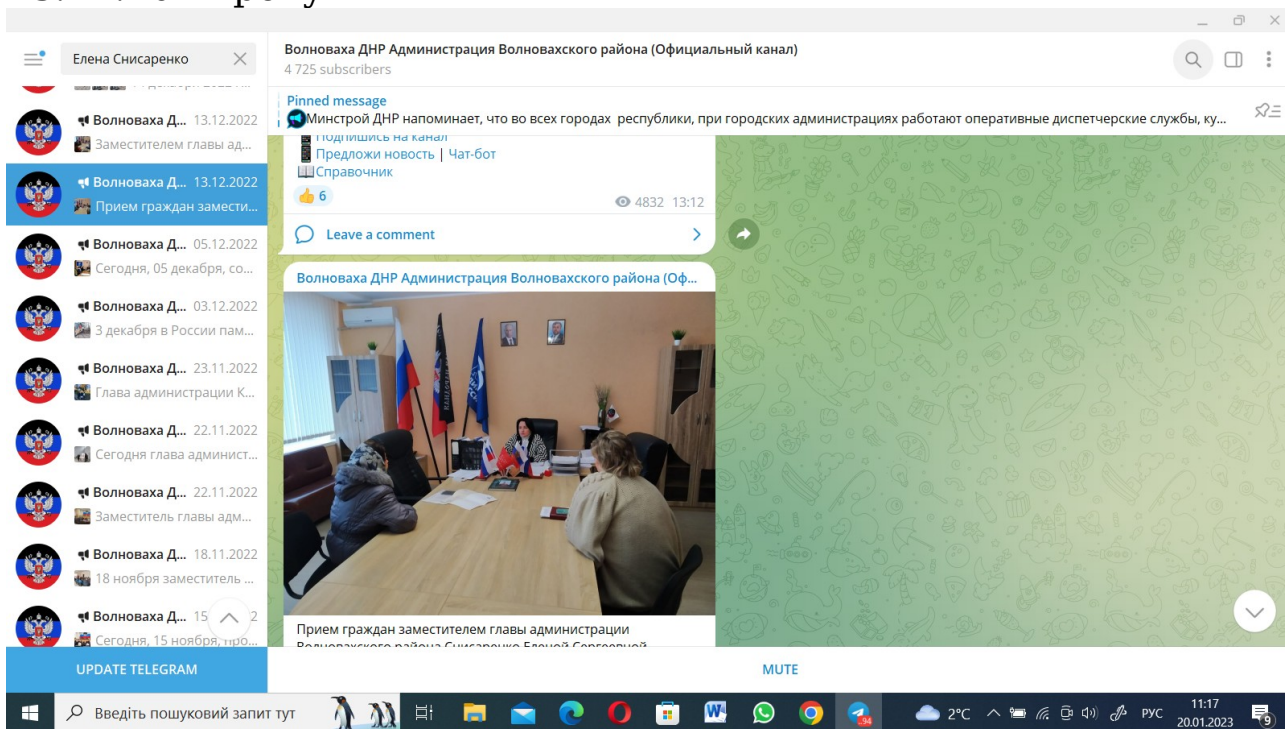 Елена Снисаренко
Волноваха Д... 13.12.2022
Заместителем главы ад...
Волноваха Д... 13.12.2022
Прием граждан замести...
Волноваха Д... 05.12.2022
Сегодня, 05 декабря, со...
Волноваха Д... 03.12.2022
3 декабря в России пам...
Волноваха Д... 23.11.2022
Глава администрации К...
Волноваха Д... 22.11.2022
Сегодня глава админист...
Волноваха Д... 22.11.2022
Заместитель главы адм...
Волноваха Д... 18.11.2022
18 ноября заместитель ...
Волноваха Д... 15 2
Сегодня, 15 ноября, про...
UPDATE TELEGRAM
Волноваха ДНР Администрация Волновахского района (Официальный канал)
4 725 subscribers
Pinned message
Минстрой ДНР напоминает, что во всех городах республики, при городских администрациях работают оперативные диспетчерские службы, ку...
Подпишись на канал
Предложи новость | Чат-бот
Справочник
6
4832 13:12
Leave a comment
Волноваха ДНР Администрация Волновахского района (Оф...
Прием граждан заместителем главы администрации
Волновахского района Снисаренко Еленой Сергеевной
MUTE
Введіть пошуковий запит тут
94
2°C
РУС
11:17
20.01.2023
9